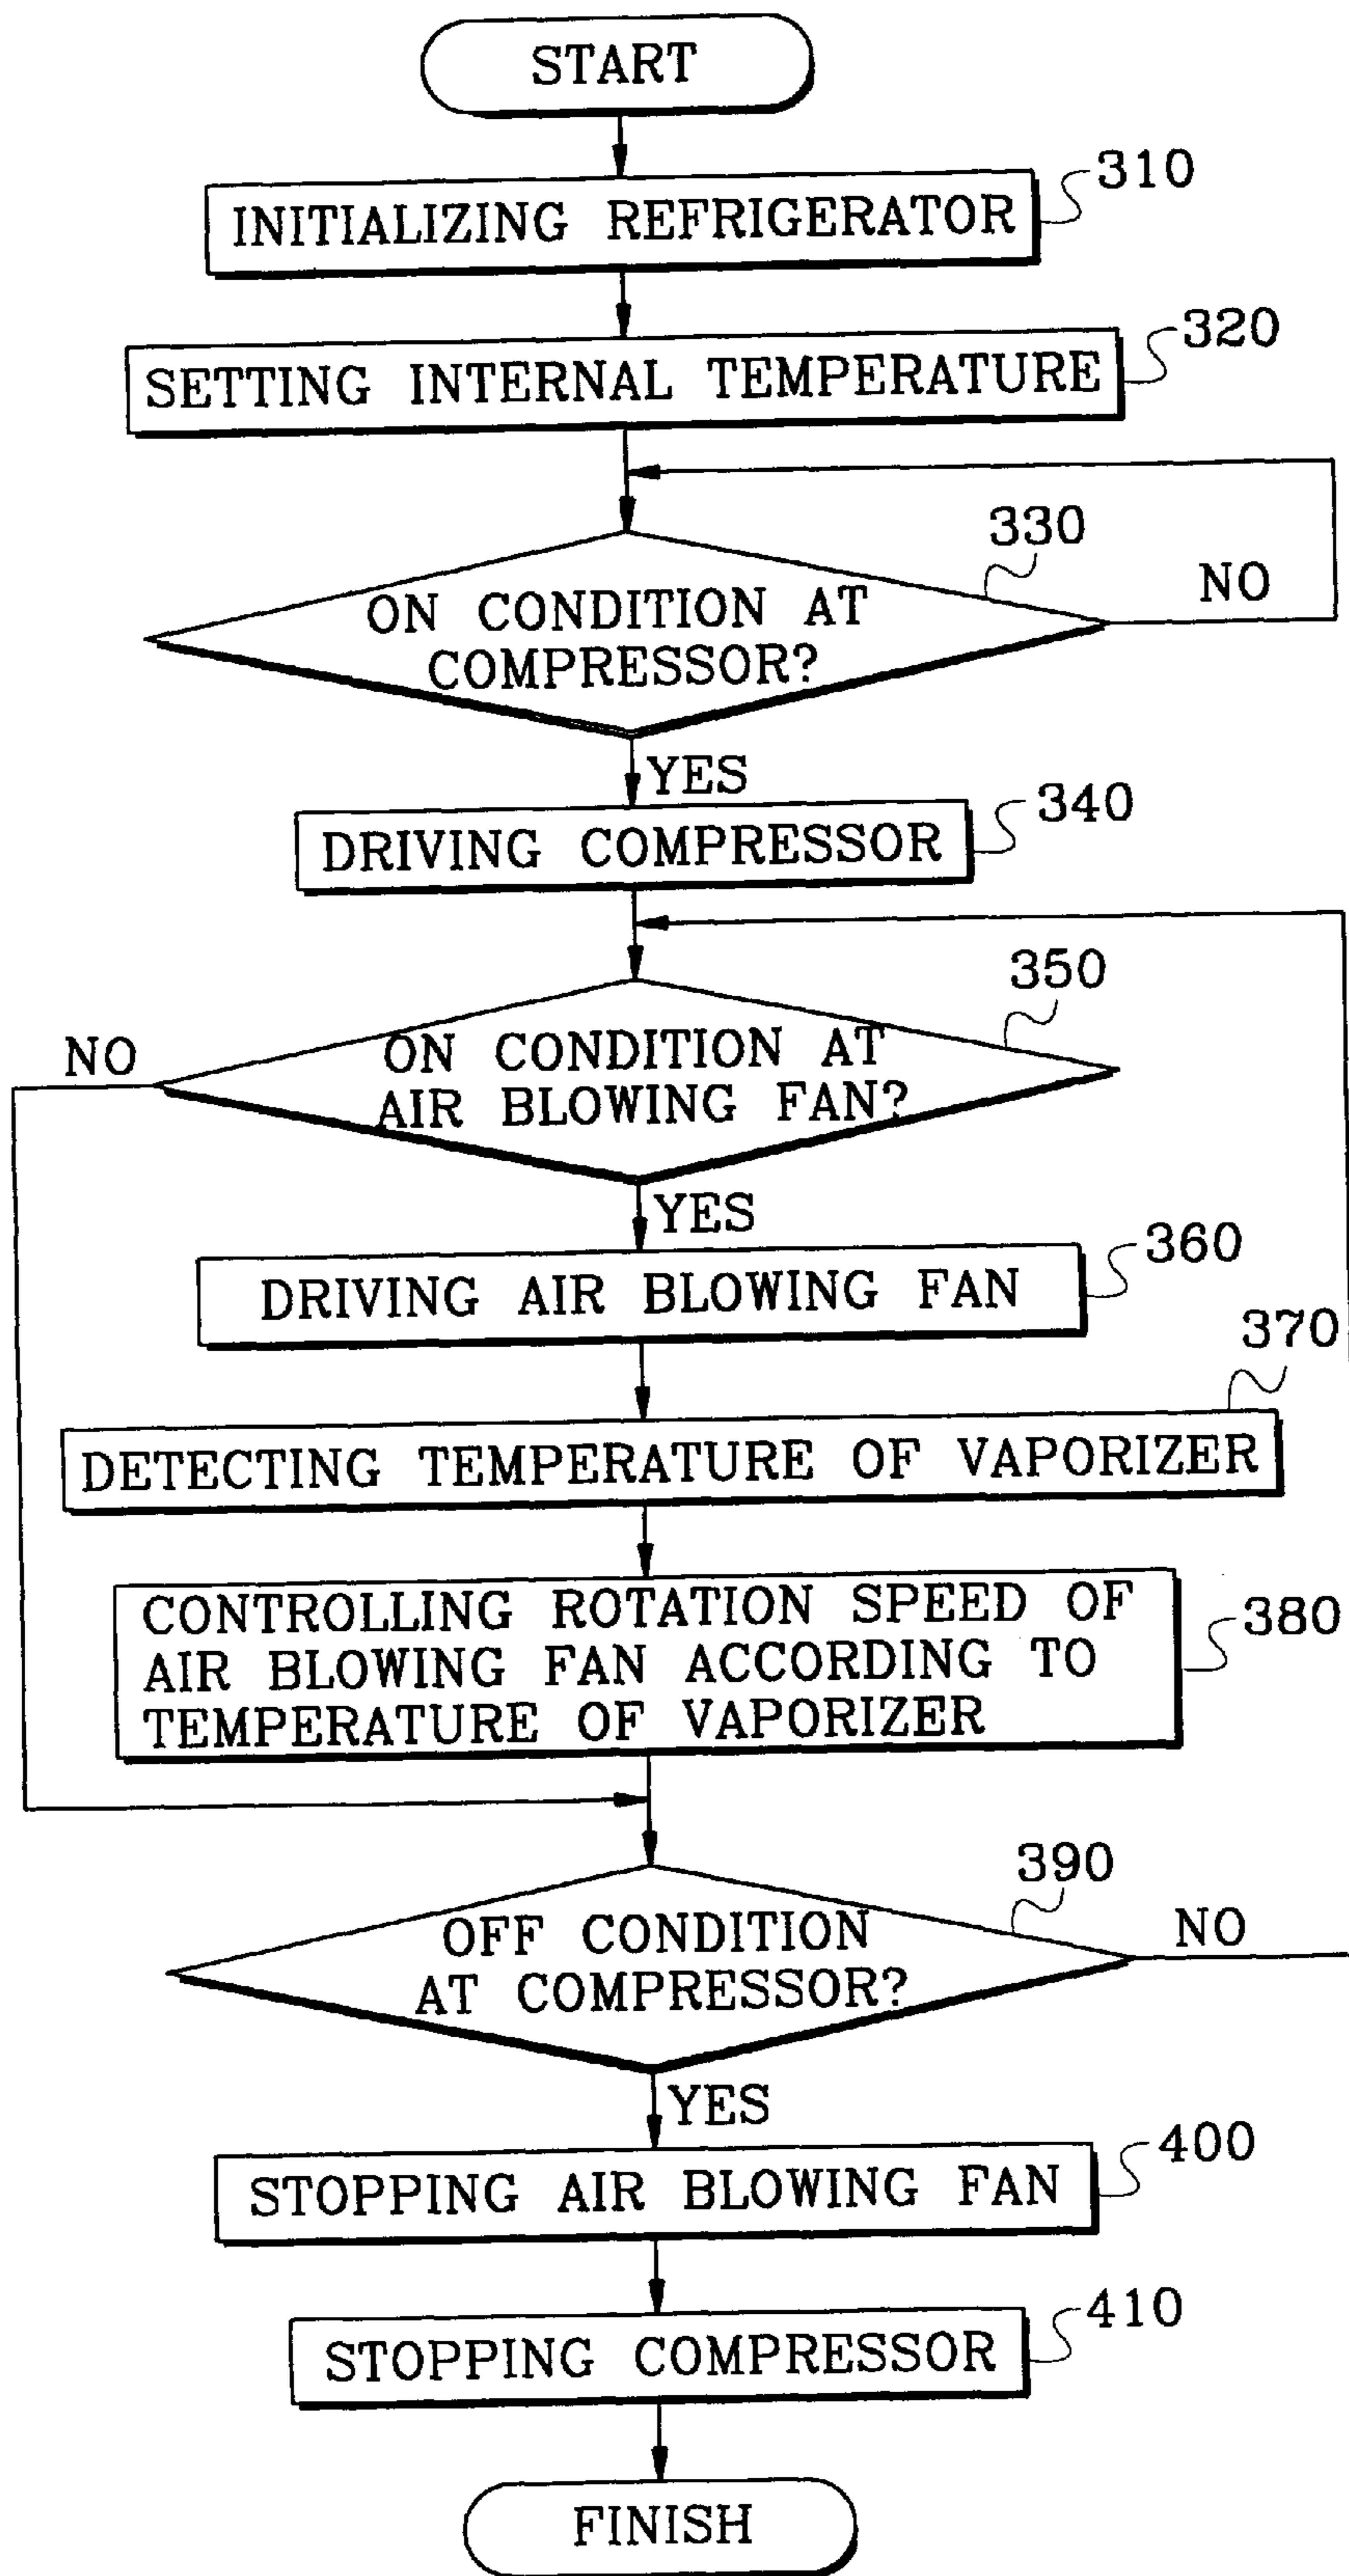 START
INITIALIZING REFRIGERATOR
310
SETTING INTERNAL TEMPERATURE
320
330
ON CONDITION AT
COMPRESSOR?
NO
YES
DRIVING COMPRESSOR
340
350
NO
ON CONDITION AT
AIR BLOWING FAN?
YES
DRIVING AIR BLOWING FAN
360
370
DETECTING TEMPERATURE OF VAPORIZER
CONTROLLING ROTATION SPEED OF
AIR BLOWING FAN ACCORDING TO
TEMPERATURE OF VAPORIZER
380
390
OFF CONDITION
AT COMPRESSOR?
NO
YES
STOPPING AIR BLOWING FAN
400
STOPPING COMPRESSOR
410
FINISH